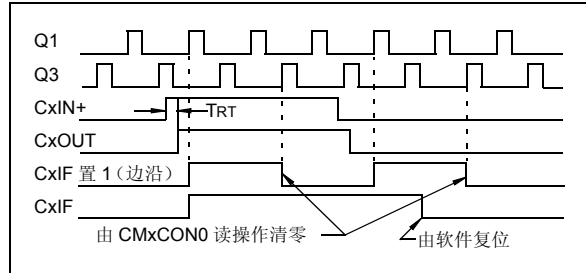 Q1
Q3
CxIN+
TRT
CxOUT
CxIF 置 1（边沿）
CxIF
由 CMxCON0 读操作清零
由软件复位